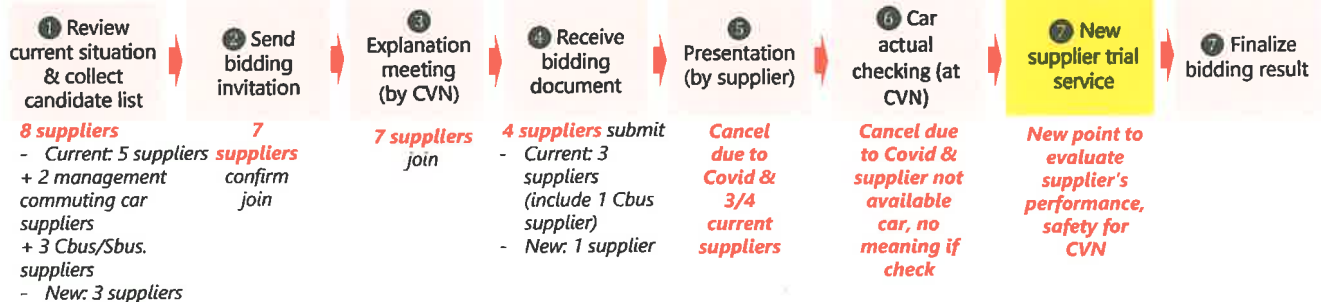 ❶ Review
current situation
& collect
candidate list
❷ Send
bidding
invitation
❸
Explanation
meeting
(by CVN)
❹ Receive
bidding
document
❺
Presentation
(by supplier)
❻ Car
actual
checking (at
CVN)
❼ New
supplier trial
service
❼ Finalize
bidding result
8 suppliers
- Current: 5 suppliers
+ 2 management
commuting car
suppliers
+ 3 Cbus/Sbus.
suppliers
- New: 3 suppliers
7
suppliers
confirm
join
7 suppliers
join
4 suppliers submit
- Current: 3
suppliers
(include 1 Cbus
supplier)
- New: 1 supplier
Cancel
due to
Covid &
3/4
current
suppliers
Cancel due
to Covid &
supplier not
available
car, no
meaning if
check
New point to
evaluate
supplier's
performance,
safety for
CVN